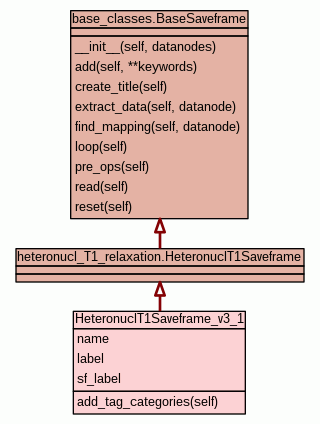 base_classes.BaseSaveframe
__init__(self, datanodes)
add(self, **keywords)
create_title(self)
extract_data(self, datanode)
find_mapping(self, datanode)
loop(self)
pre_ops(self)
read(self)
reset(self)
heteronucl_T1_relaxation.HeteronuclT1Saveframe
HeteronuclT1Saveframe_v3_1
name
label
sf_label
add_tag_categories(self)